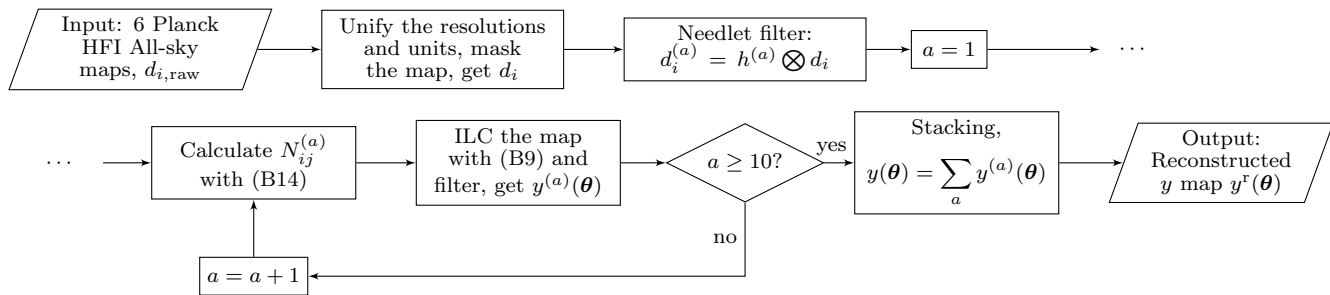 Input: 6 Planck
HFI All-sky
maps, d_{i,raw}
Unify the resolutions
and units, mask
the map, get d_i
Needlet filter:
d_i^{(a)} = h^{(a)} ⨂ d_i
a = 1
···
···
Calculate N_{ij}^{(a)}
with (B14)
ILC the map
with (B9) and
filter, get y^{(a)}(θ)
a ≥ 10?
yes
no
a = a + 1
Stacking,
y(θ) = ∑_a y^{(a)}(θ)
Output:
Reconstructed
y map y^r(θ)